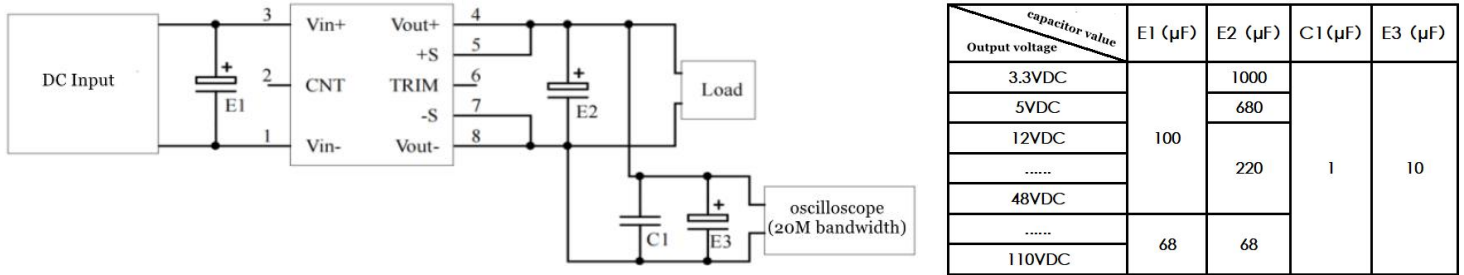 3 Vin+ Vout+ 4
+S 5
DC Input + E1 2 CNT TRIM 6 + E2 Load
-S 7
1 Vin- Vout- 8
C1 + E3 oscilloscope
(20M bandwidth)
capacitor value
Output voltage E1 (μF) E2 (μF) C1(μF) E3 (μF)
3.3VDC 100 1000 1 10
5VDC 680
12VDC 220
......
48VDC
...... 68 68
110VDC